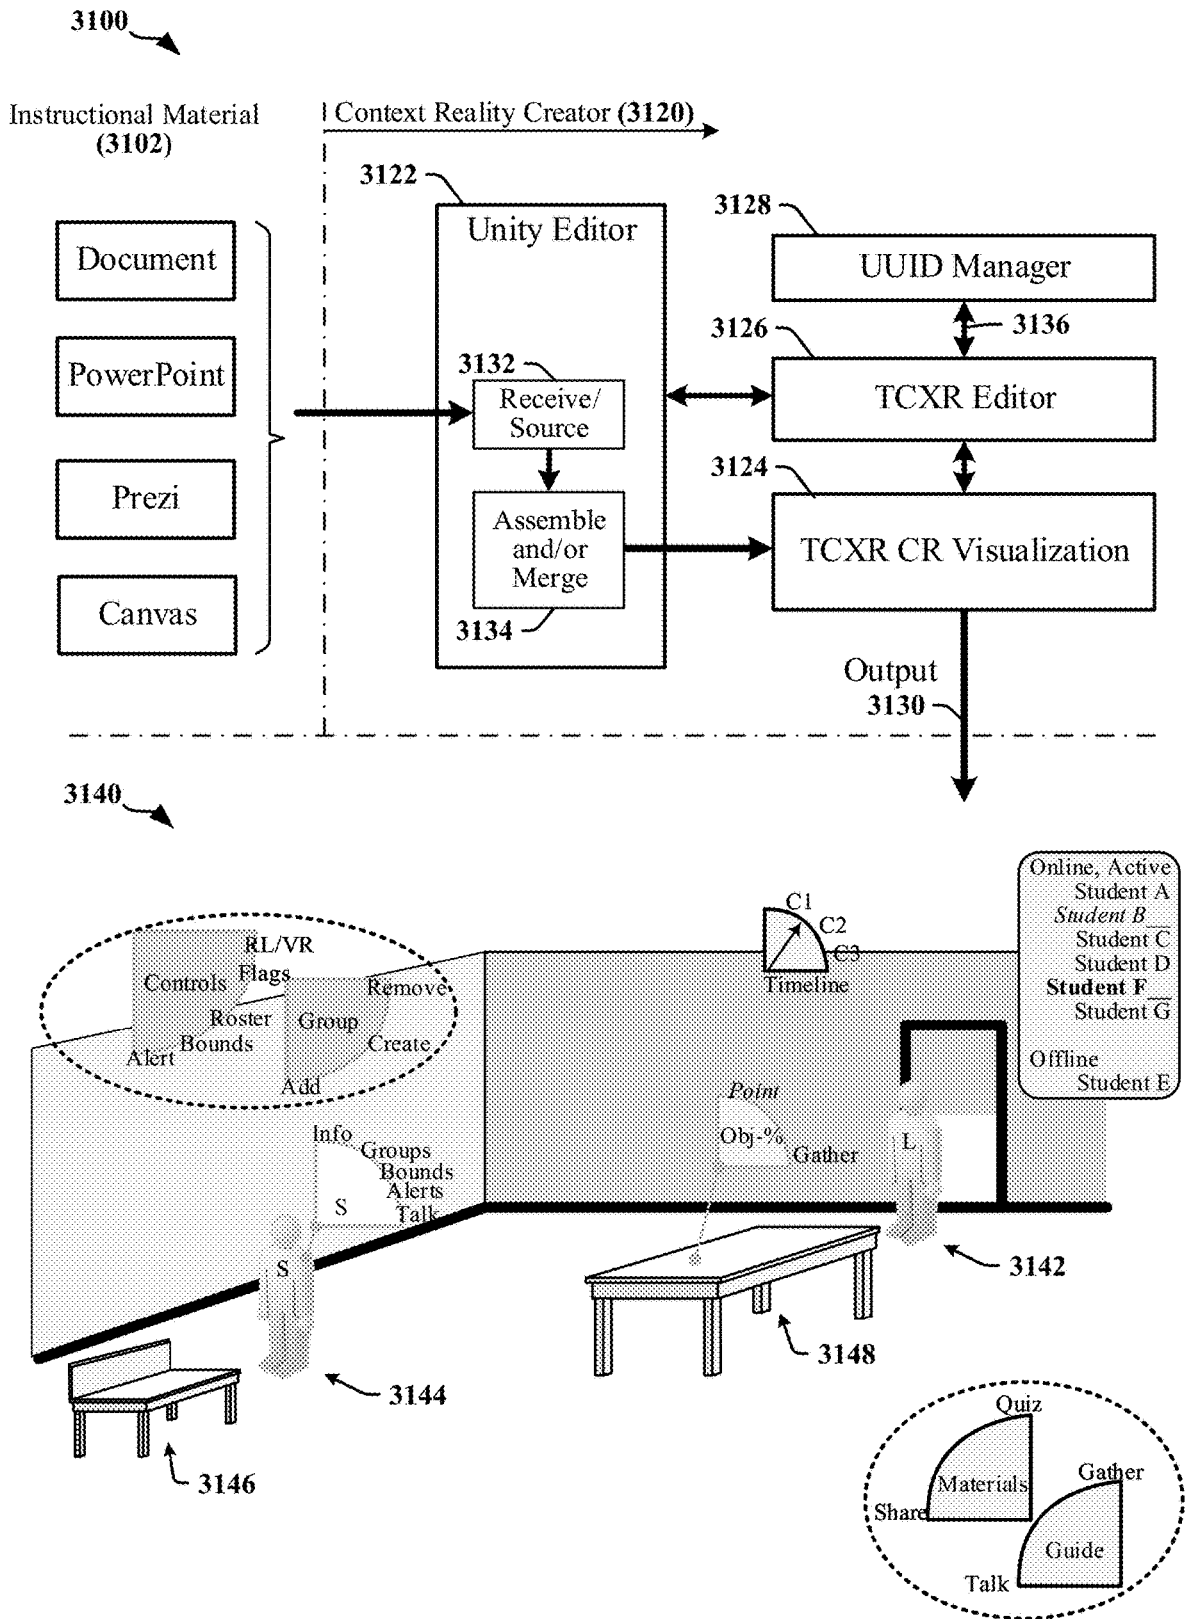 3100
Instructional Material
(3102)
Context Reality Creator (3120)
Document
PowerPoint
Prezi
Canvas
3122
Unity Editor
3132
Receive/
Source
Assemble
and/or
Merge
3134
3128
UUID Manager
3136
3126
TCXR Editor
3124
TCXR CR Visualization
Output
3130
3140
RL/VR
Flags
Controls
Roster
Bounds
Alert
Remove
Group
Create
Add
C1
C2
C3
Timeline
Online, Active
Student A
Student B
Student C
Student D
Student F
Student G
Offline
Student E
Info
Groups
Bounds
Alerts
Talk
S
S
Point
Obj-%
Gather
L
3142
3148
3144
3146
Quiz
Materials
Share
Gather
Guide
Talk